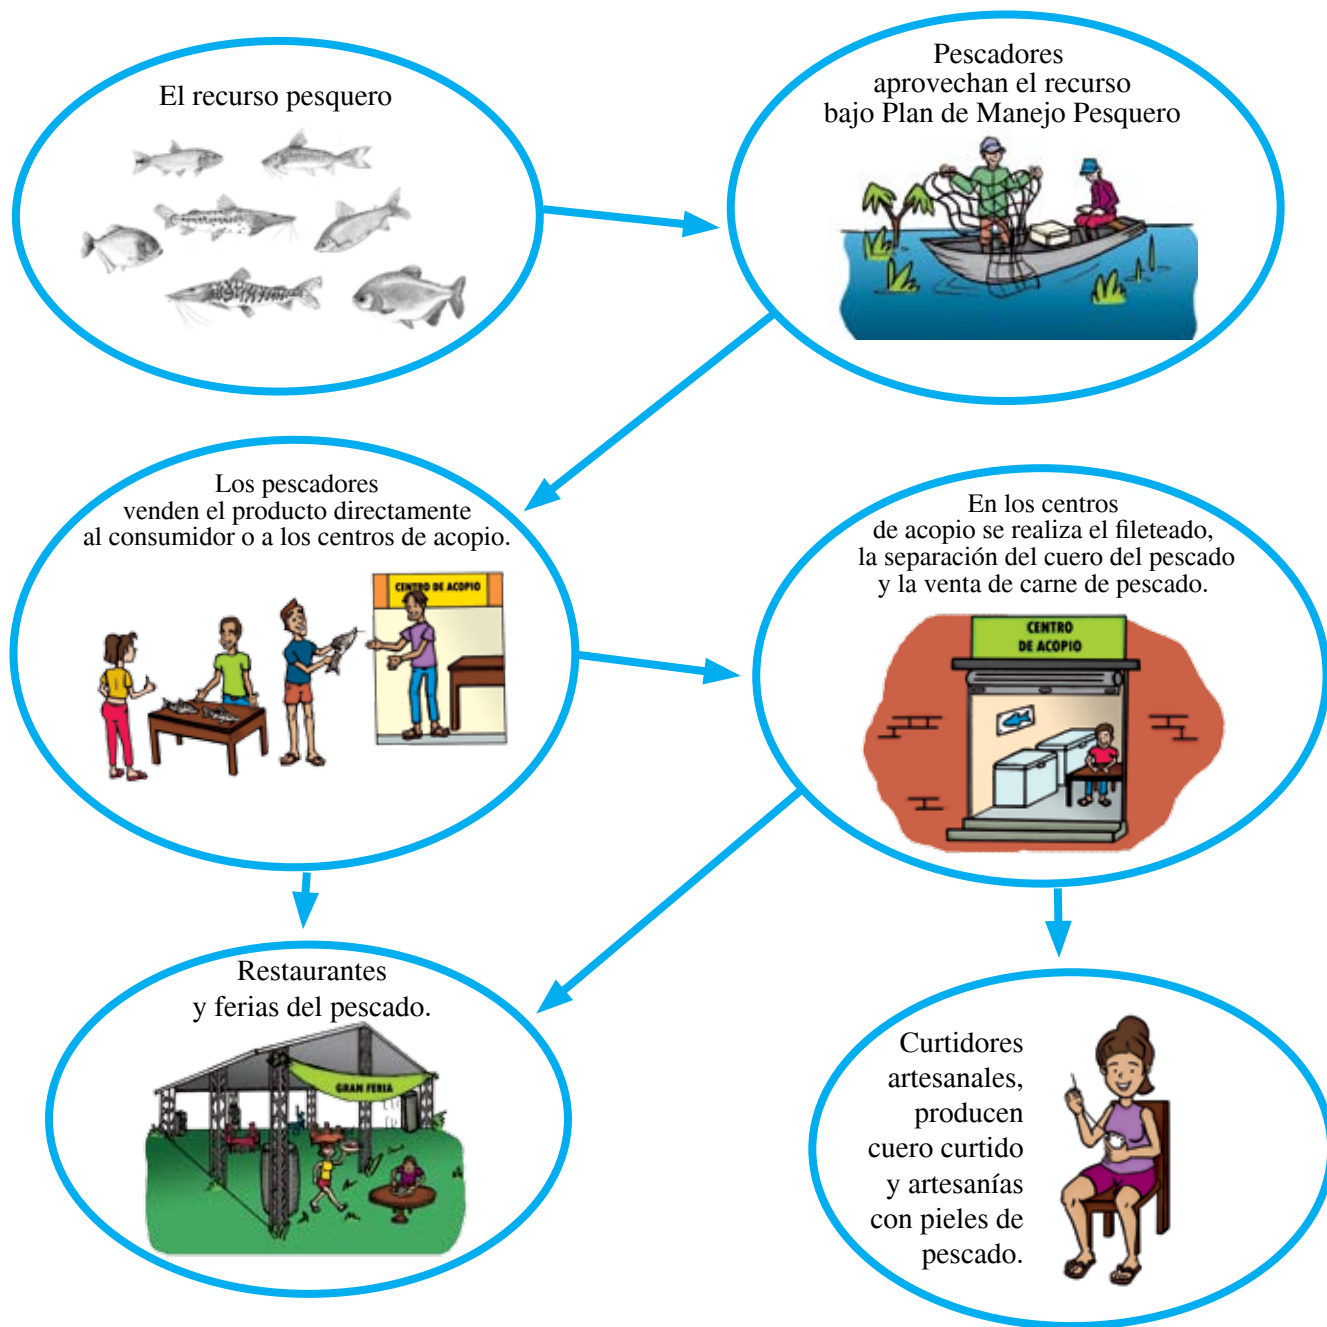 El recurso pesquero
Pescadores
aprovechan el recurso
bajo Plan de Manejo Pesquero
Los pescadores
venden el producto directamente
al consumidor o a los centros de acopio.
CENTRO DE ACOPIO
En los centros
de acopio se realiza el fileteado,
la separación del cuero del pescado
y la venta de carne de pescado.
CENTRO
DE ACOPIO
Restaurantes
y ferias del pescado.
GRAN FERIA
Curtidores
artesanales,
producen
cuero curtido
y artesanías
con pieles de
pescado.